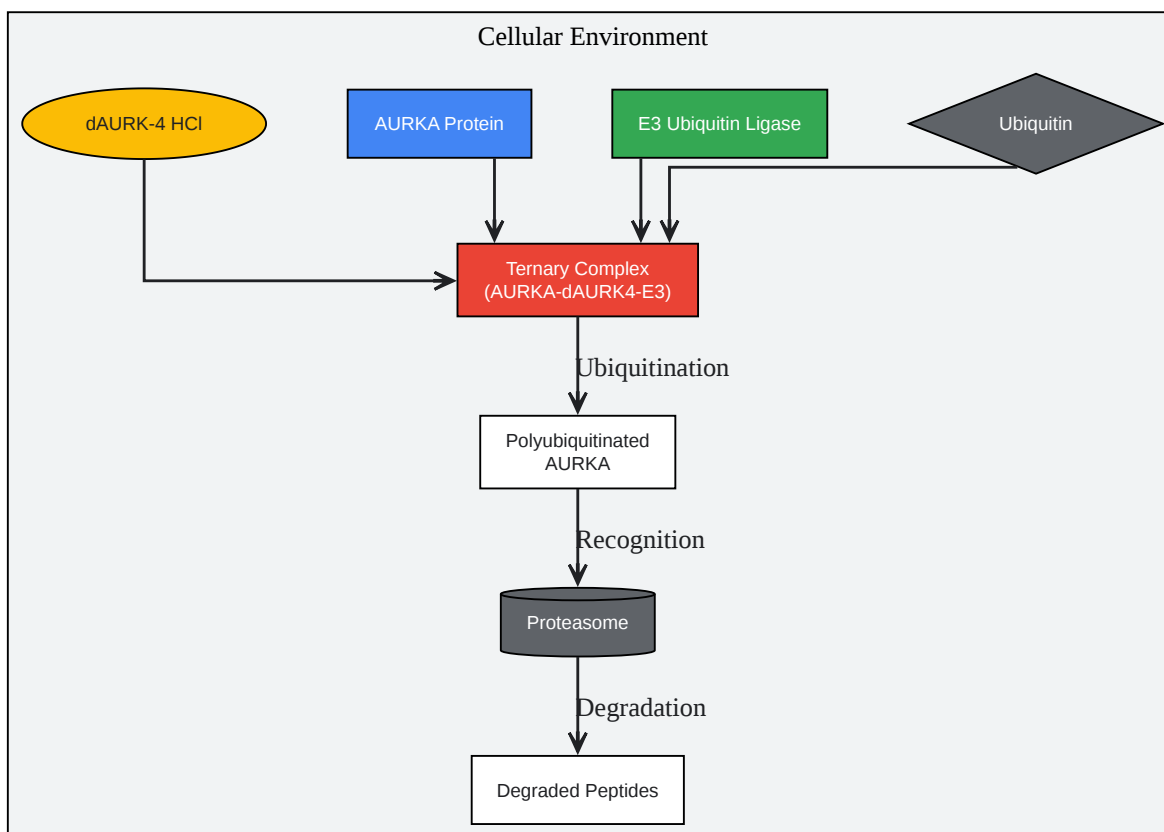 Cellular Environment
dAURK-4 HCl
AURKA Protein
E3 Ubiquitin Ligase
Ubiquitin
Ternary Complex
(AURKA-dAURK4-E3)
Ubiquitination
Polyubiquitinated
AURKA
Recognition
Proteasome
Degradation
Degraded Peptides